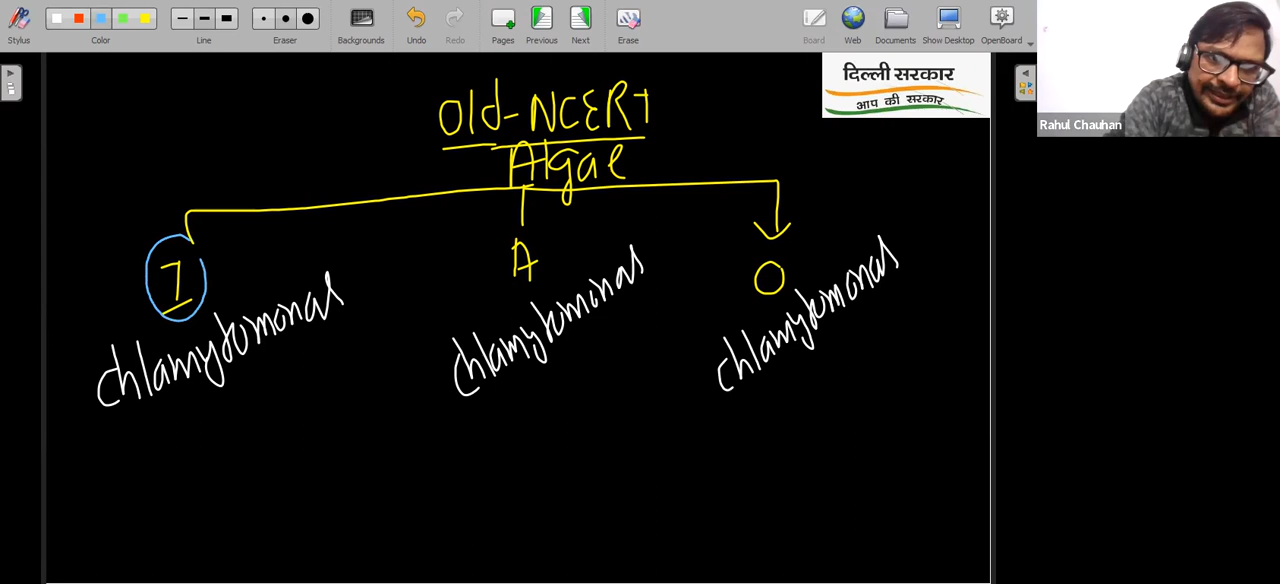 Stylus Color Line Eraser Backgrounds Undo Redo Pages Previous Next Erase Board Web Documents Show Desktop OpenBoard
दिल्ली सरकार
आप की सरकार
Rahul Chauhan
Old-NCERT
Algae
I A O
chlamydomonas chlamydomonas chlamydomonas